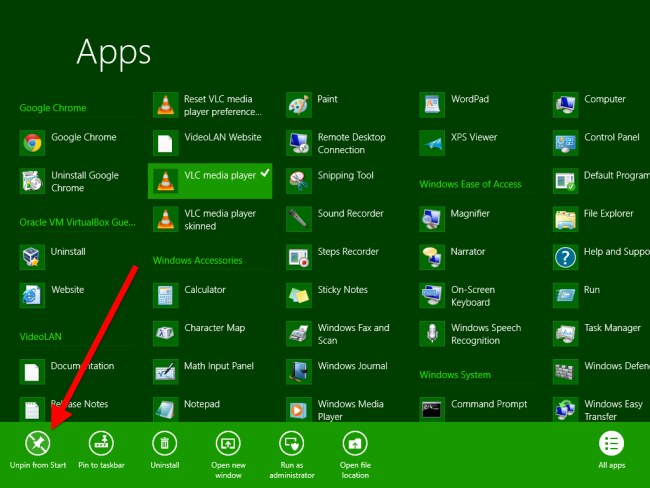 Apps
Google Chrome
Google Chrome
Uninstall Google
Chrome
Oracle VM VirtualBox Gue...
Uninstall
Website
VideoLAN
Documentation
Release Notes
Reset VLC media
player preference...
VideoLAN Website
VLC media player
VLC media player
skinned
Windows Accessories
Calculator
Character Map
Math Input Panel
Notepad
Paint
Remote Desktop
Connection
Snipping Tool
Sound Recorder
Steps Recorder
Sticky Notes
Windows Fax and
Scan
Windows Journal
Windows Media
Player
WordPad
XPS Viewer
Windows Ease of Access
Magnifier
Narrator
On-Screen
Keyboard
Windows Speech
Recognition
Windows System
Command Prompt
Computer
Control Panel
Default Program
File Explorer
Help and Suppo
Run
Task Manager
Windows Defen
Windows Easy
Transfer
Unpin from Start
Pin to taskbar
Uninstall
Open new
window
Run as
administrator
Open file
location
All apps